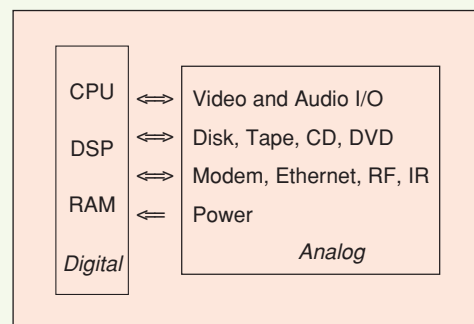 CPU
DSP
RAM
Digital
⇔ Video and Audio I/O
⇔ Disk, Tape, CD, DVD
⇔ Modem, Ethernet, RF, IR
⇐ Power
Analog